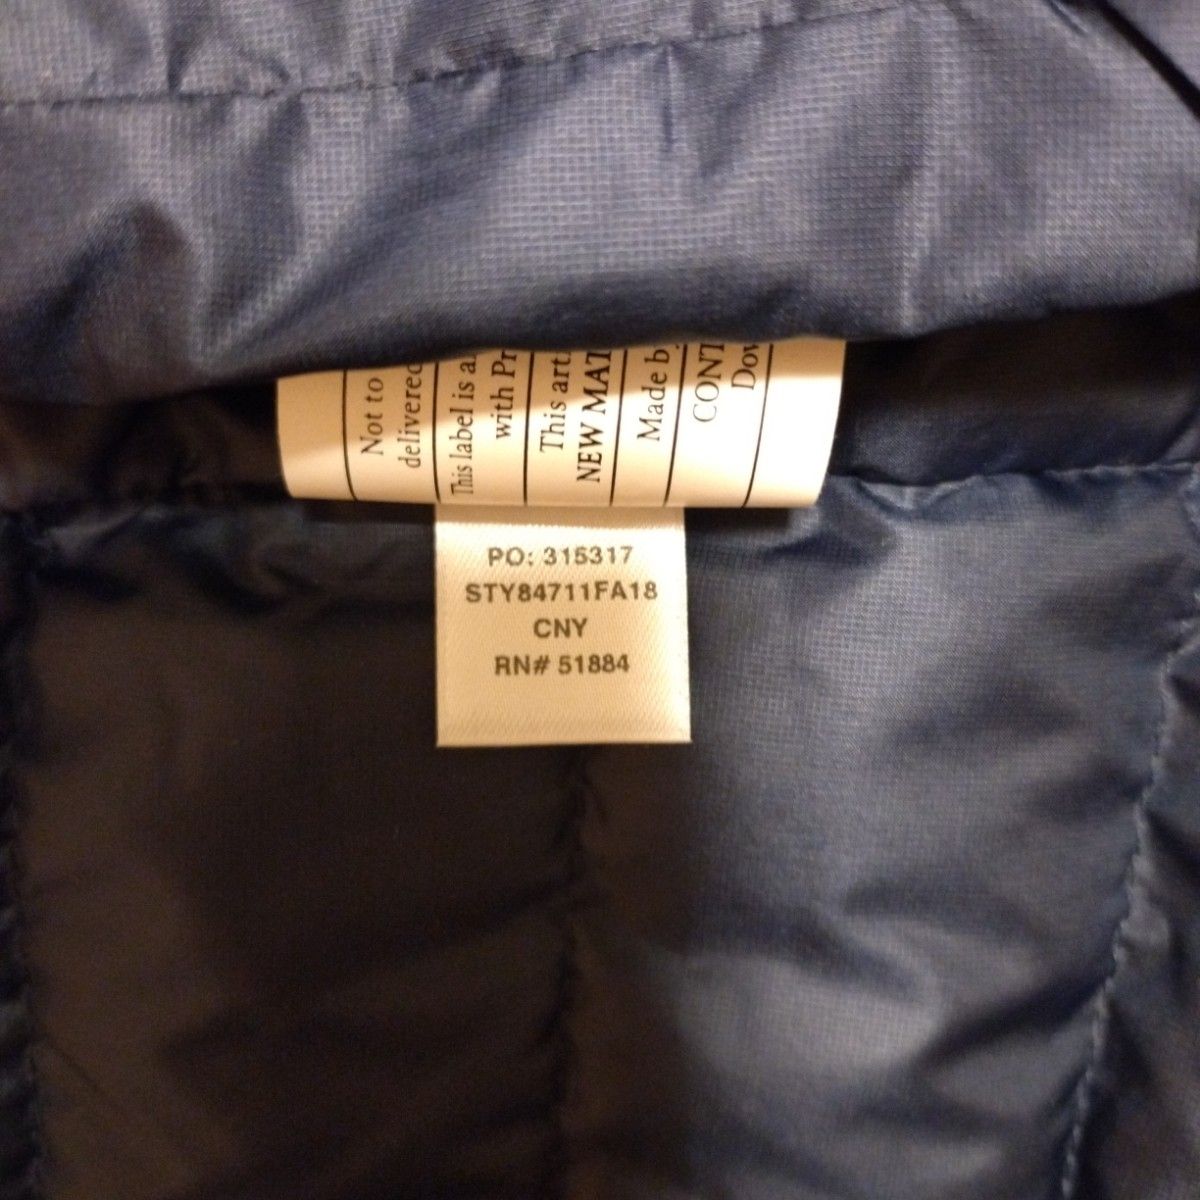 Not to
delivered
This label is a
with Pr
This art
NEW MAT
Made by
CONT
Dow
PO: 315317
STY84711FA18
CNY
RN# 51884